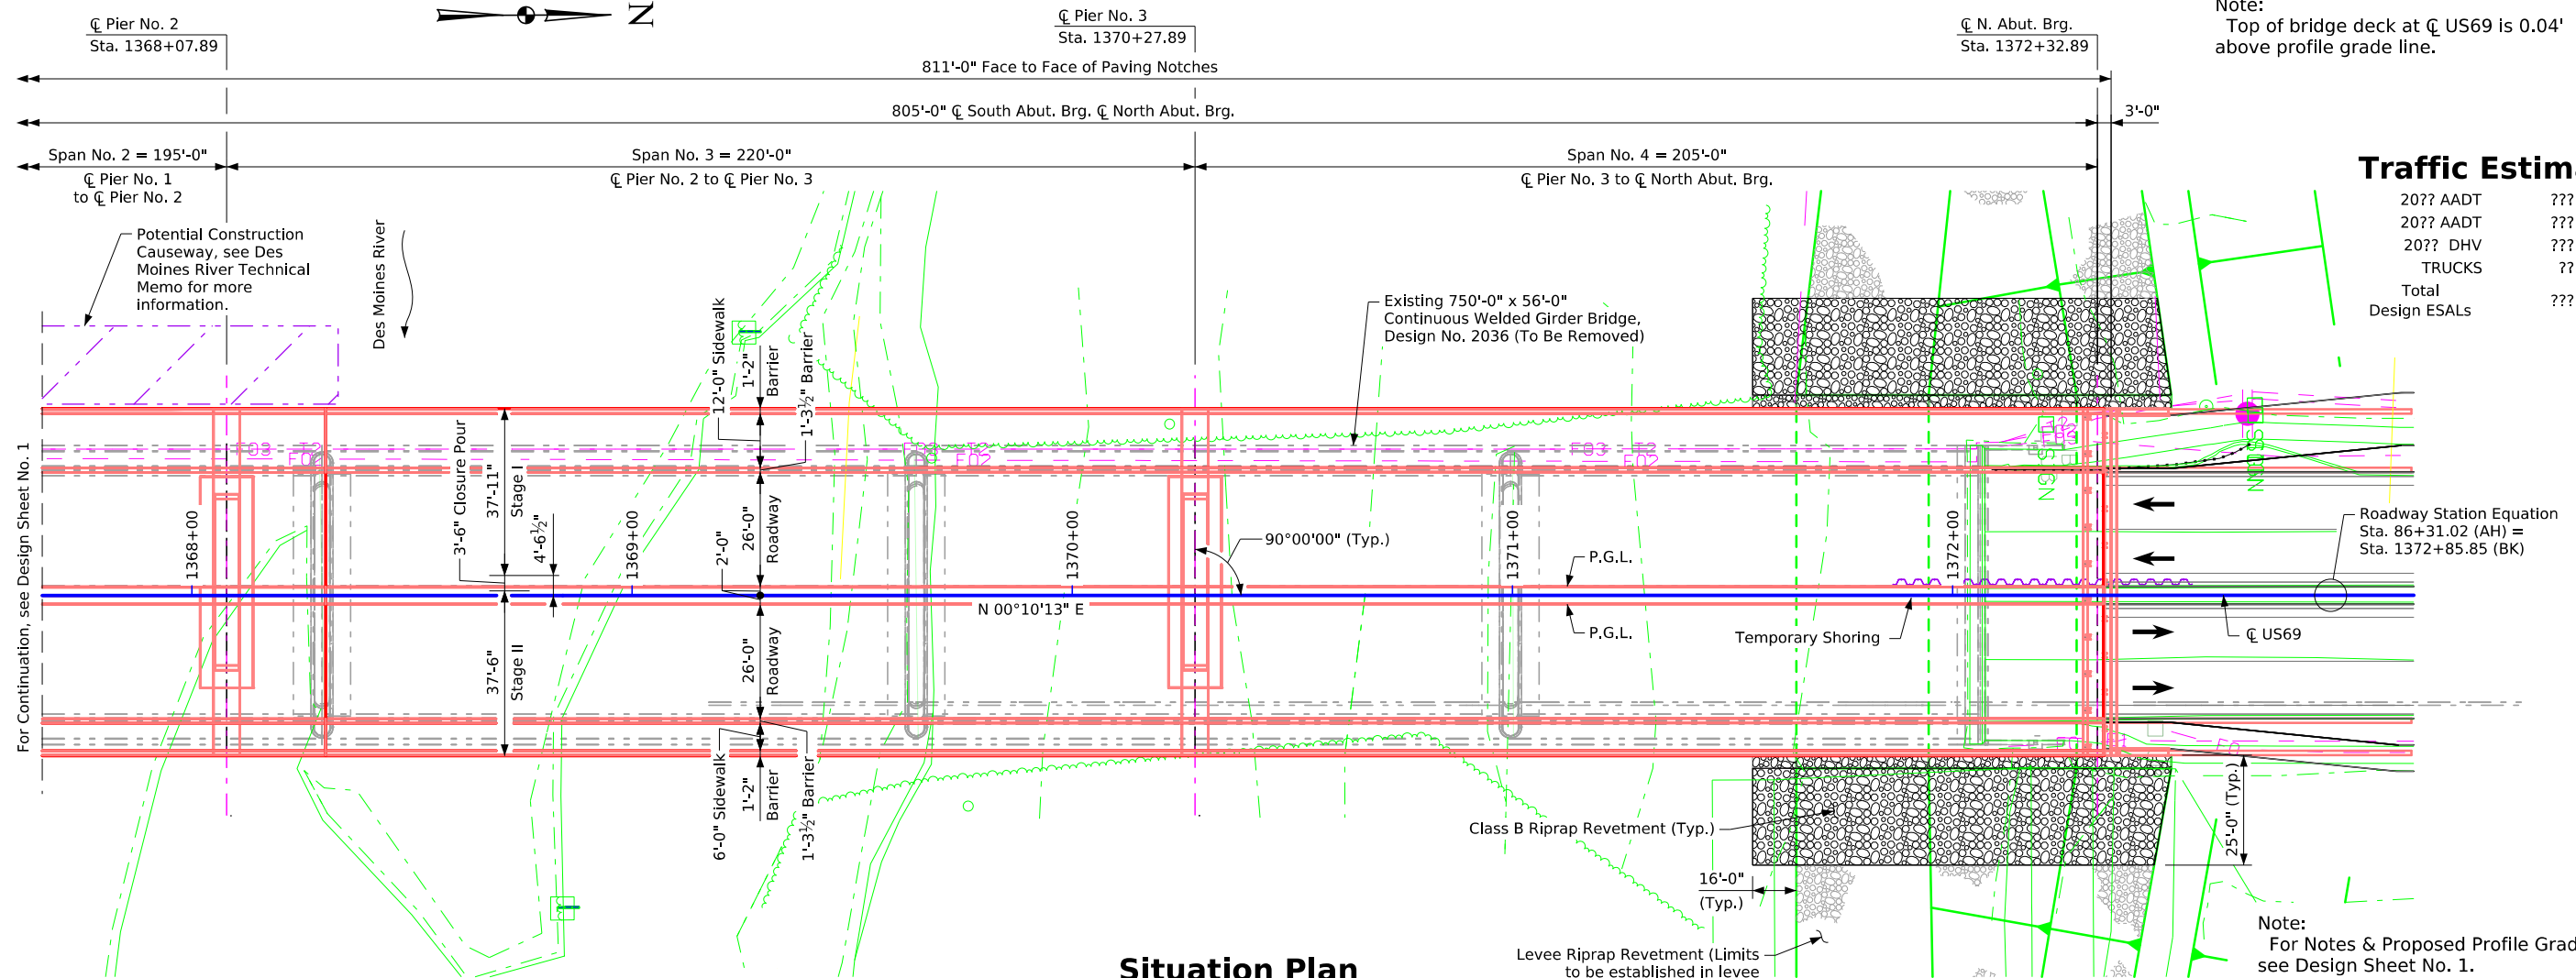 ℄ Pier No. 2
Sta. 1368+07.89
N
℄ Pier No. 3
Sta. 1370+27.89
℄ N. Abut. Brg.
Sta. 1372+32.89
Note:
Top of bridge deck at ℄ US69 is 0.04'
above profile grade line.
811'-0" Face to Face of Paving Notches
805'-0" ℄ South Abut. Brg. ℄ North Abut. Brg.
3'-0"
Span No. 2 = 195'-0"
℄ Pier No. 1
to ℄ Pier No. 2
Span No. 3 = 220'-0"
℄ Pier No. 2 to ℄ Pier No. 3
Span No. 4 = 205'-0"
℄ Pier No. 3 to ℄ North Abut. Brg.
Traffic Estima
20?? AADT ???
20?? AADT ???
20?? DHV ???
TRUCKS ??
Total
Design ESALs ???
Potential Construction
Causeway, see Des
Moines River Technical
Memo for more
information.
Des Moines River
Existing 750'-0" x 56'-0"
Continuous Welded Girder Bridge,
Design No. 2036 (To Be Removed)
12'-0" Sidewalk
1'-2"
Barrier
1'-3½" Barrier
For Continuation, see Design Sheet No. 1
F03 T2
F02
F03 T2
F02
F03 T2
F02
3'-6" Closure Pour
37'-11"
Stage I
4'-6½"
2'-0"
26'-0"
Roadway
1368+00
1369+00
1370+00
1371+00
1372+00
90°00'00" (Typ.)
P.G.L.
N 00°10'13" E
P.G.L.
Temporary Shoring
Roadway Station Equation
Sta. 86+31.02 (AH) =
Sta. 1372+85.85 (BK)
℄ US69
37'-6"
Stage II
26'-0"
Roadway
6'-0" Sidewalk
1'-2"
Barrier
1'-3½" Barrier
Class B Riprap Revetment (Typ.)
25'-0" (Typ.)
16'-0"
(Typ.)
Levee Riprap Revetment (Limits
to be established in levee
Note:
For Notes & Proposed Profile Grad
see Design Sheet No. 1.
Situation Plan